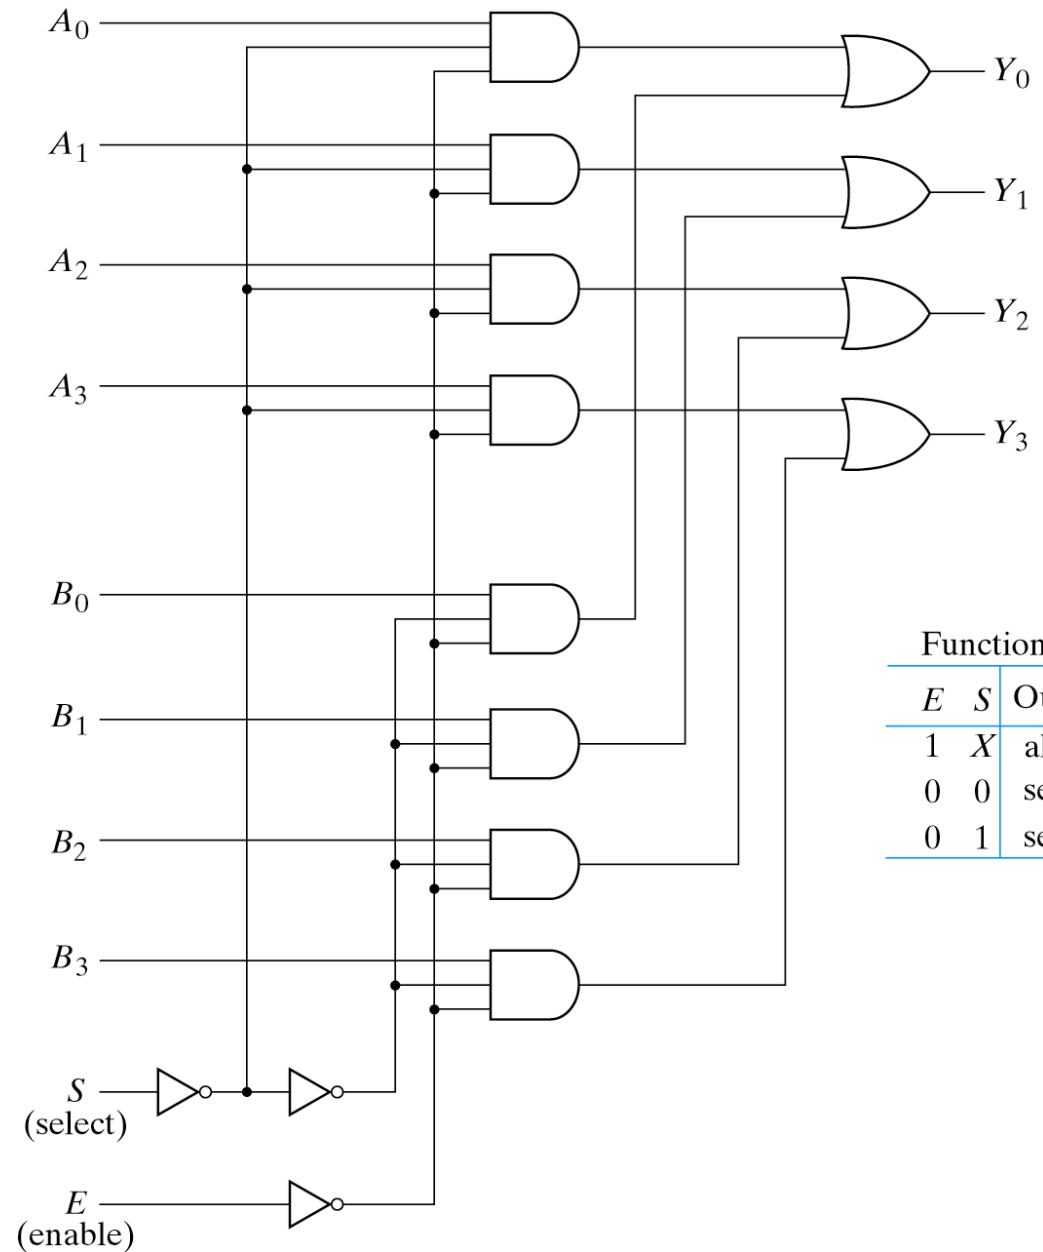 A0
Y0
A1
Y1
A2
Y2
A3
Y3
B0
B1
B2
B3
S
(select)
E
(enable)
Function
E S
1 X
0 0
0 1